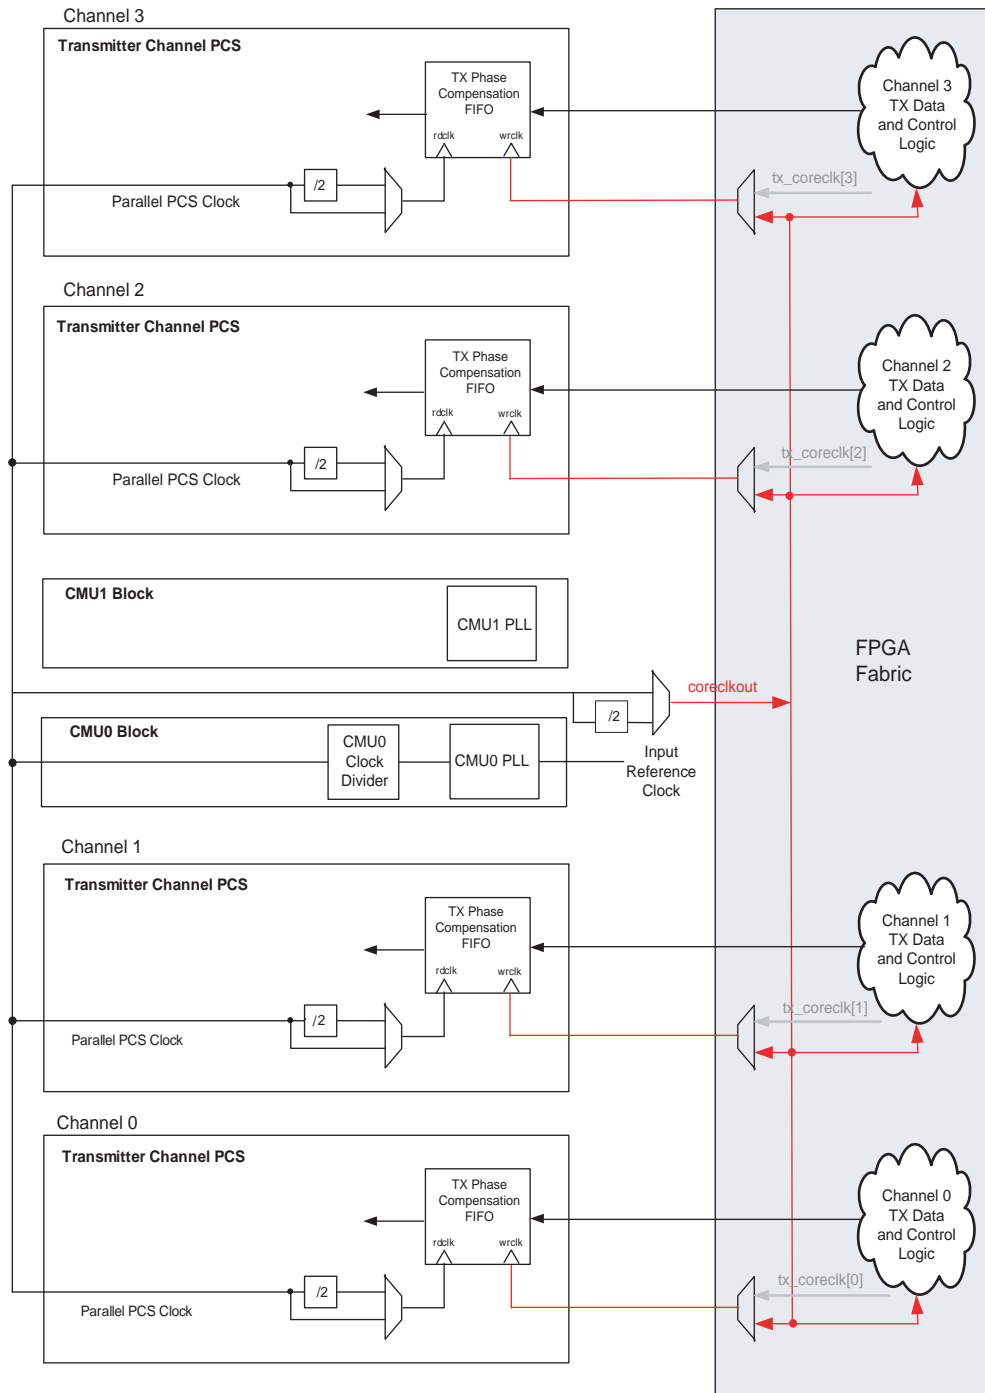 Channel 3
Transmitter Channel PCS
TX Phase
Compensation
FIFO
rdclk
wrclk
/2
Parallel PCS Clock
tx_coreclk[3]
Channel 3
TX Data
and Control
Logic
Channel 2
Transmitter Channel PCS
TX Phase
Compensation
FIFO
rdclk
wrclk
/2
Parallel PCS Clock
tx_coreclk[2]
Channel 2
TX Data
and Control
Logic
CMU1 Block
CMU1 PLL
FPGA
Fabric
coreclkout
/2
CMU0 Block
CMU0
Clock
Divider
CMU0 PLL
Input
Reference
Clock
Channel 1
Transmitter Channel PCS
TX Phase
Compensation
FIFO
rdclk
wrclk
/2
Parallel PCS Clock
tx_coreclk[1]
Channel 1
TX Data
and Control
Logic
Channel 0
Transmitter Channel PCS
TX Phase
Compensation
FIFO
rdclk
wrclk
/2
Parallel PCS Clock
tx_coreclk[0]
Channel 0
TX Data
and Control
Logic